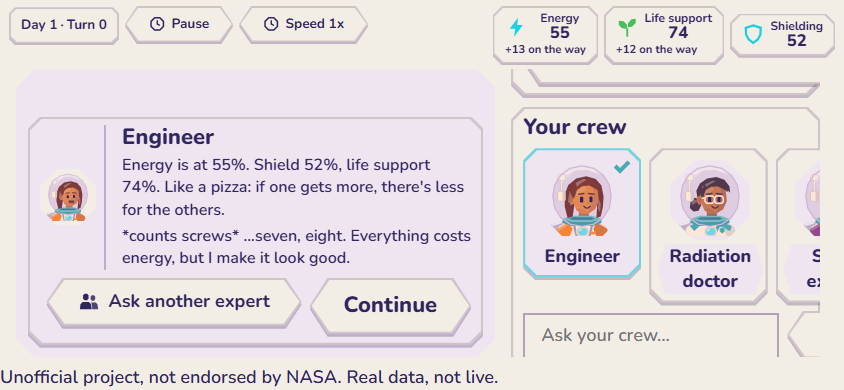 Day 1 · Turn 0
Pause
Speed 1x
Energy
55
+13 on the way
Life support
74
+12 on the way
Shielding
52
Engineer
Energy is at 55%. Shield 52%, life support
74%. Like a pizza: if one gets more, there's less
for the others.
*counts screws* ...seven, eight. Everything costs
energy, but I make it look good.
Ask another expert
Continue
Your crew
Engineer
Radiation
doctor
Ask your crew...
Unofficial project, not endorsed by NASA. Real data, not live.